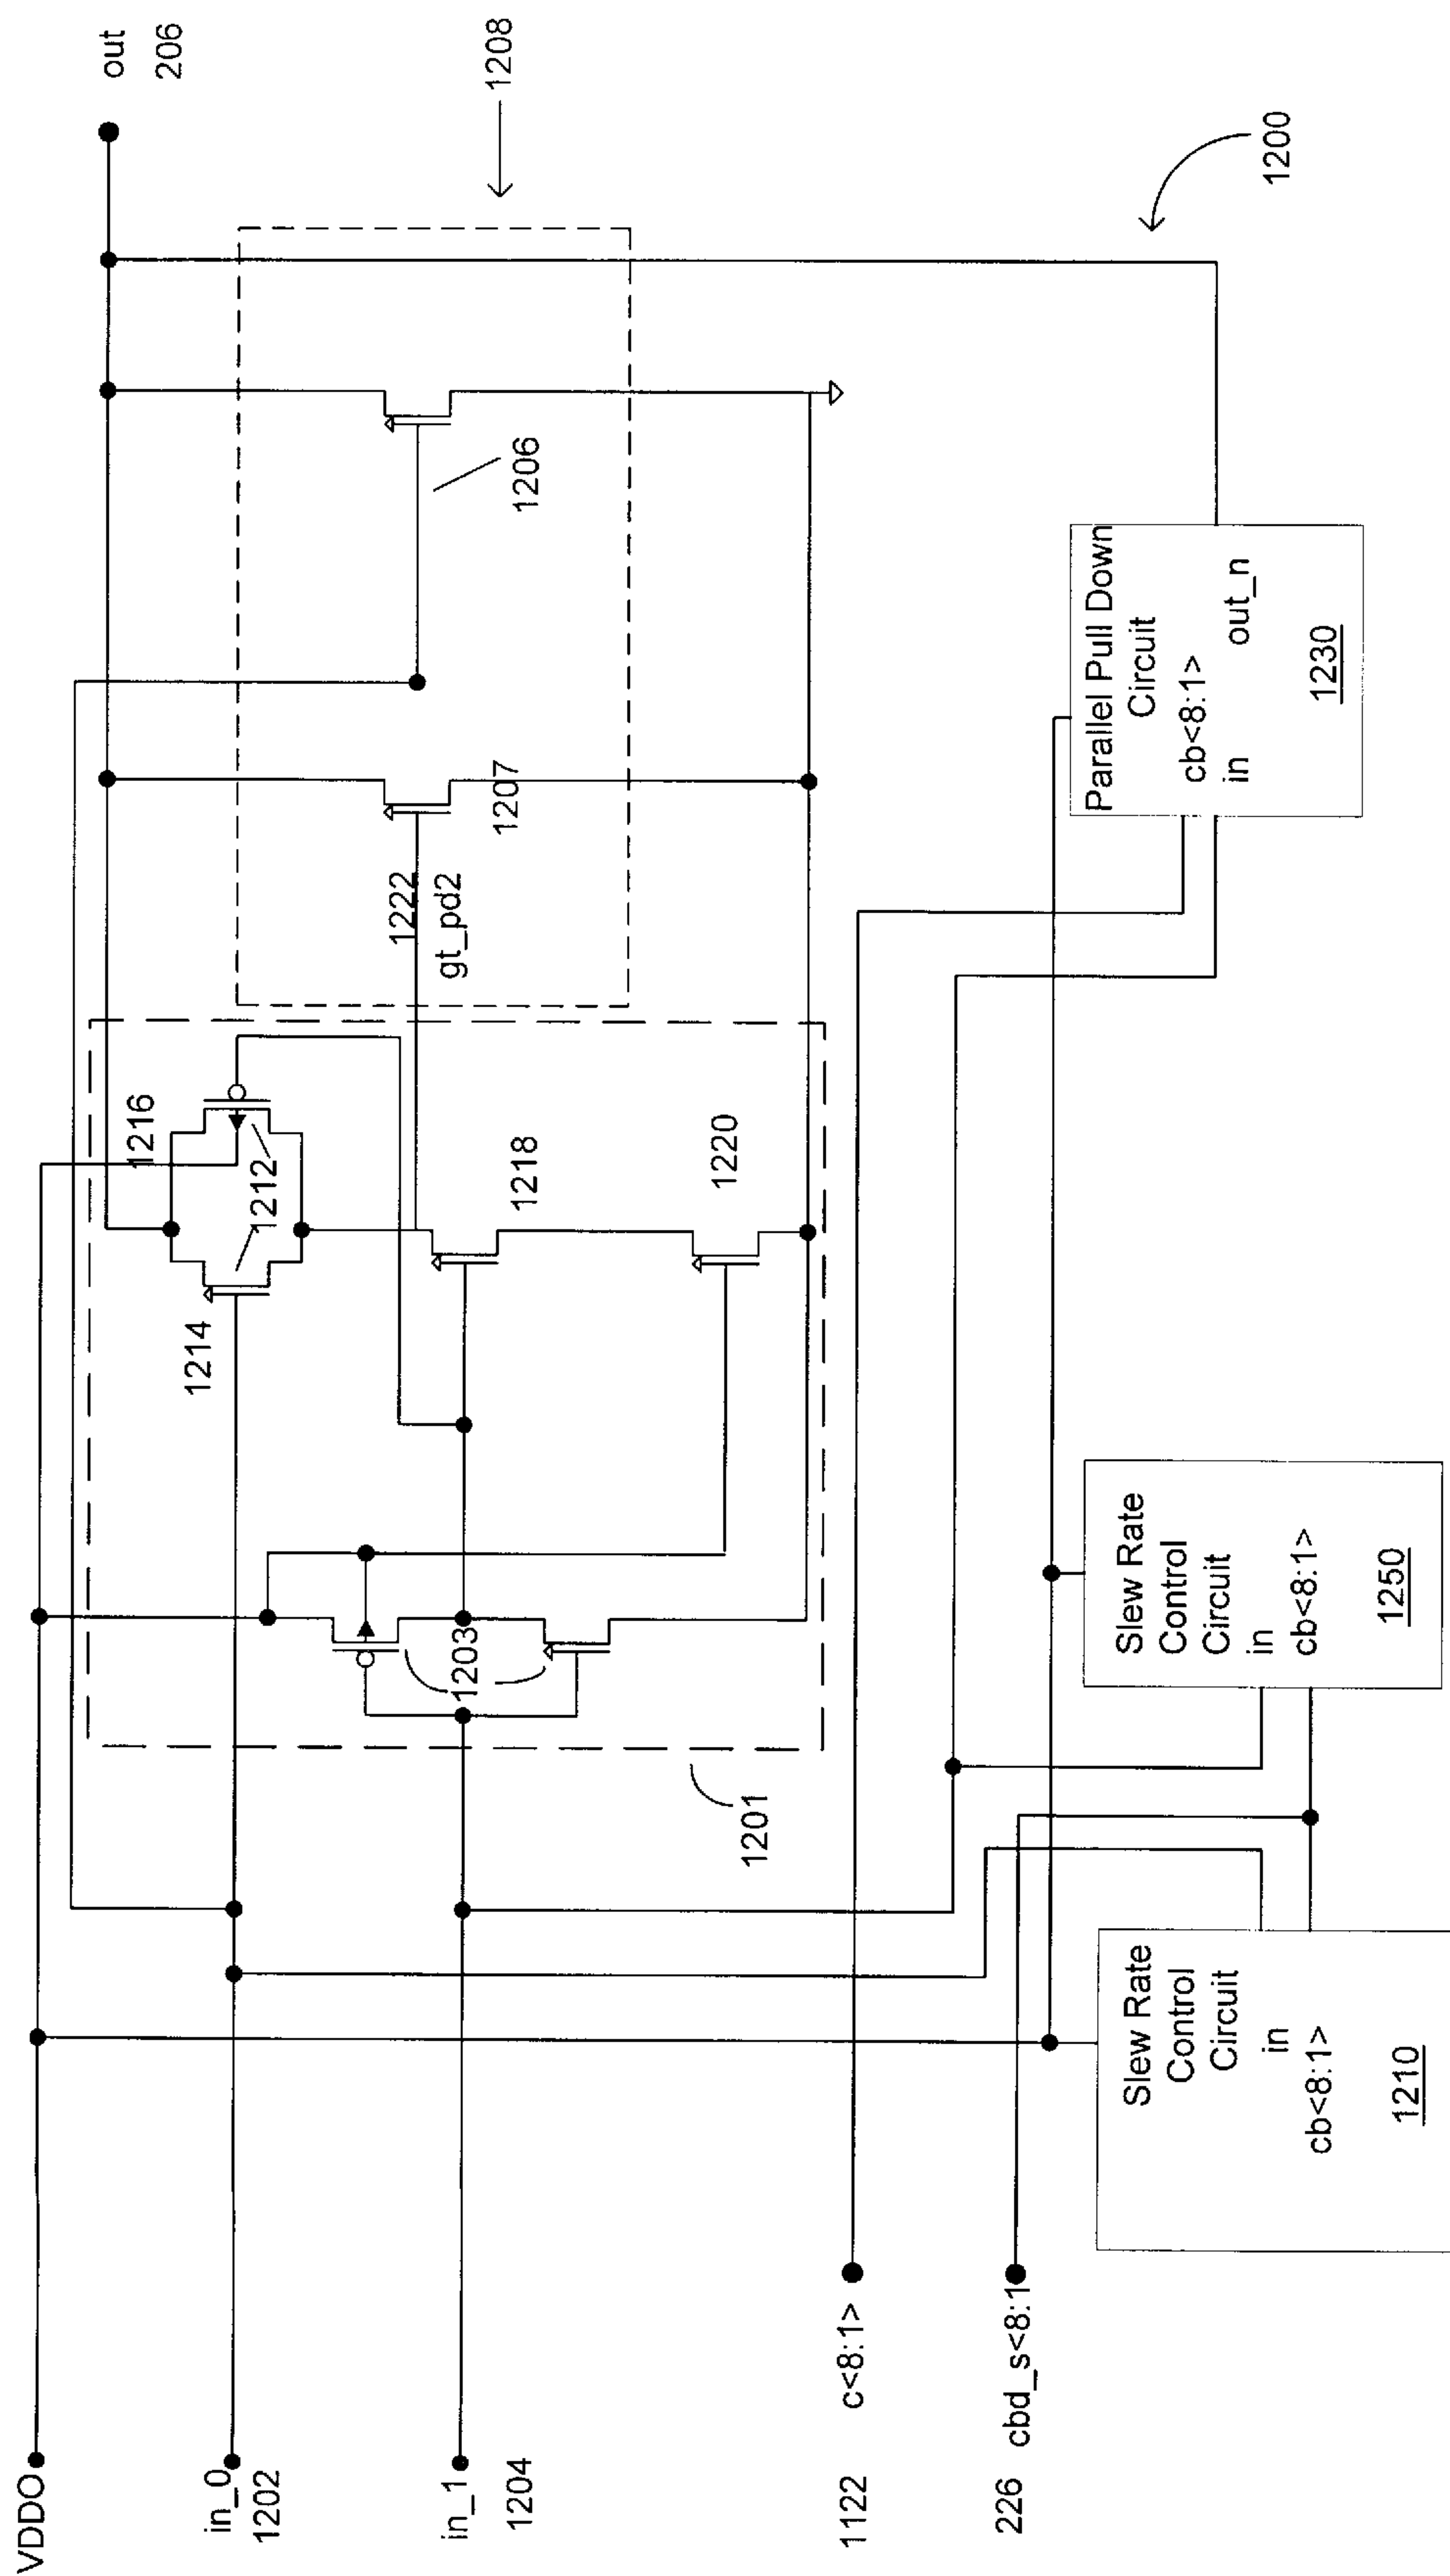 VDDO
in_0
1202
in_1
1204
1122
c<8:1>
226
cbd_s<8:1
out
206
1208
1200
1201
1203
1214
1212
1216
1218
1220
1222
gt_pd2
1207
1206
Slew Rate
Control
Circuit
in
cb<8:1>
1210
Slew Rate
Control
Circuit
in
cb<8:1>
1250
Parallel Pull Down
Circuit
cb<8:1>
in
out_n
1230